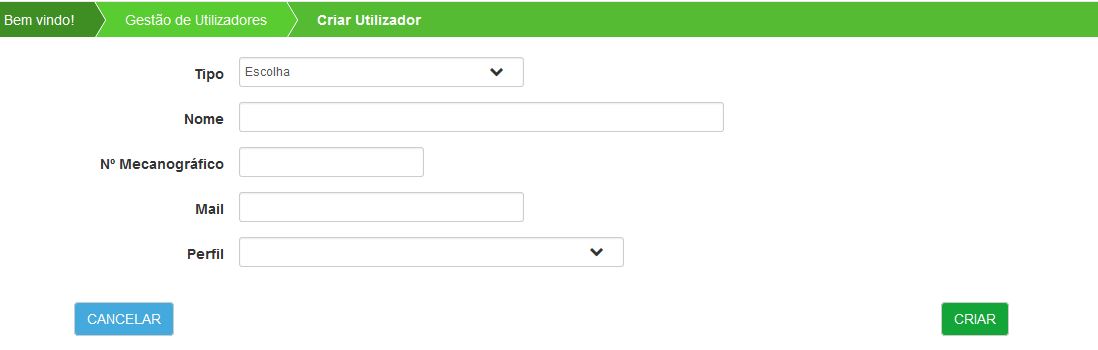 Bem vindo! Gestão de Utilizadores Criar Utilizador
Tipo Escolha
Nome
Nº Mecanográfico
Mail
Perfil
CANCELAR CRIAR